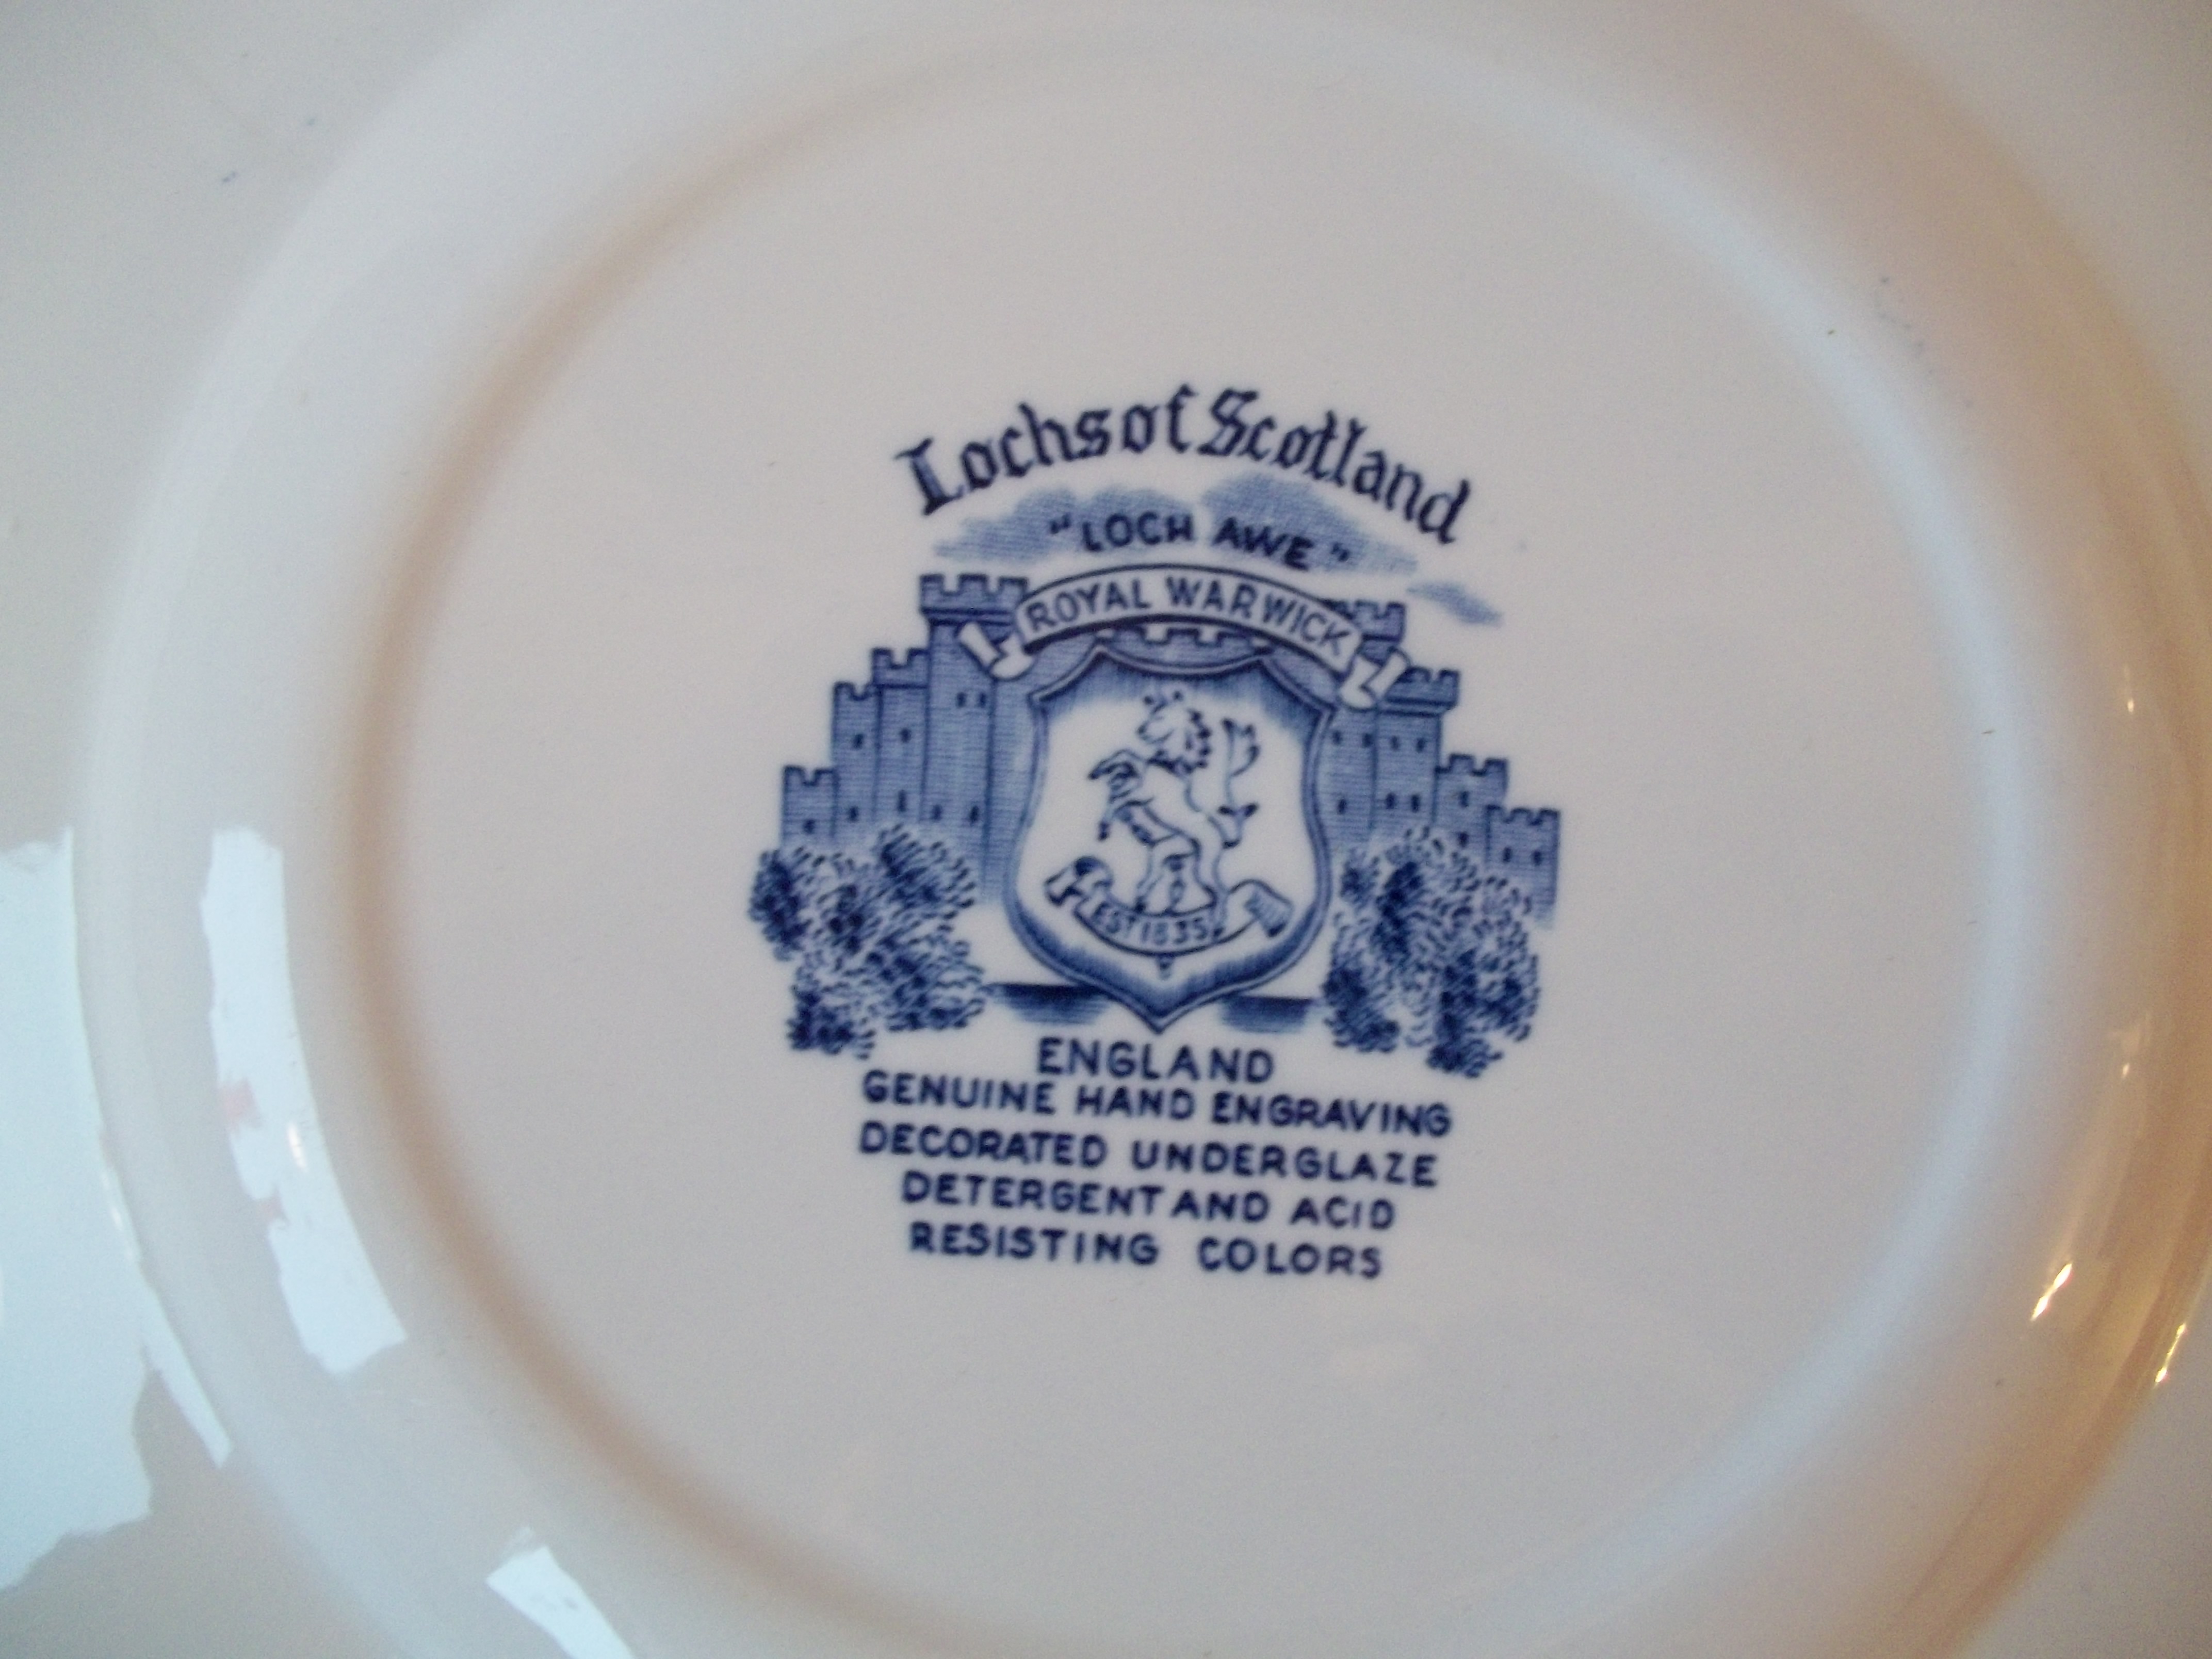 Lochs of Scotland
"LOCH AWE"
ROYAL WARWICK
EST 1835
ENGLAND
GENUINE HAND ENGRAVING
DECORATED UNDERGLAZE
DETERGENT AND ACID
RESISTING COLORS